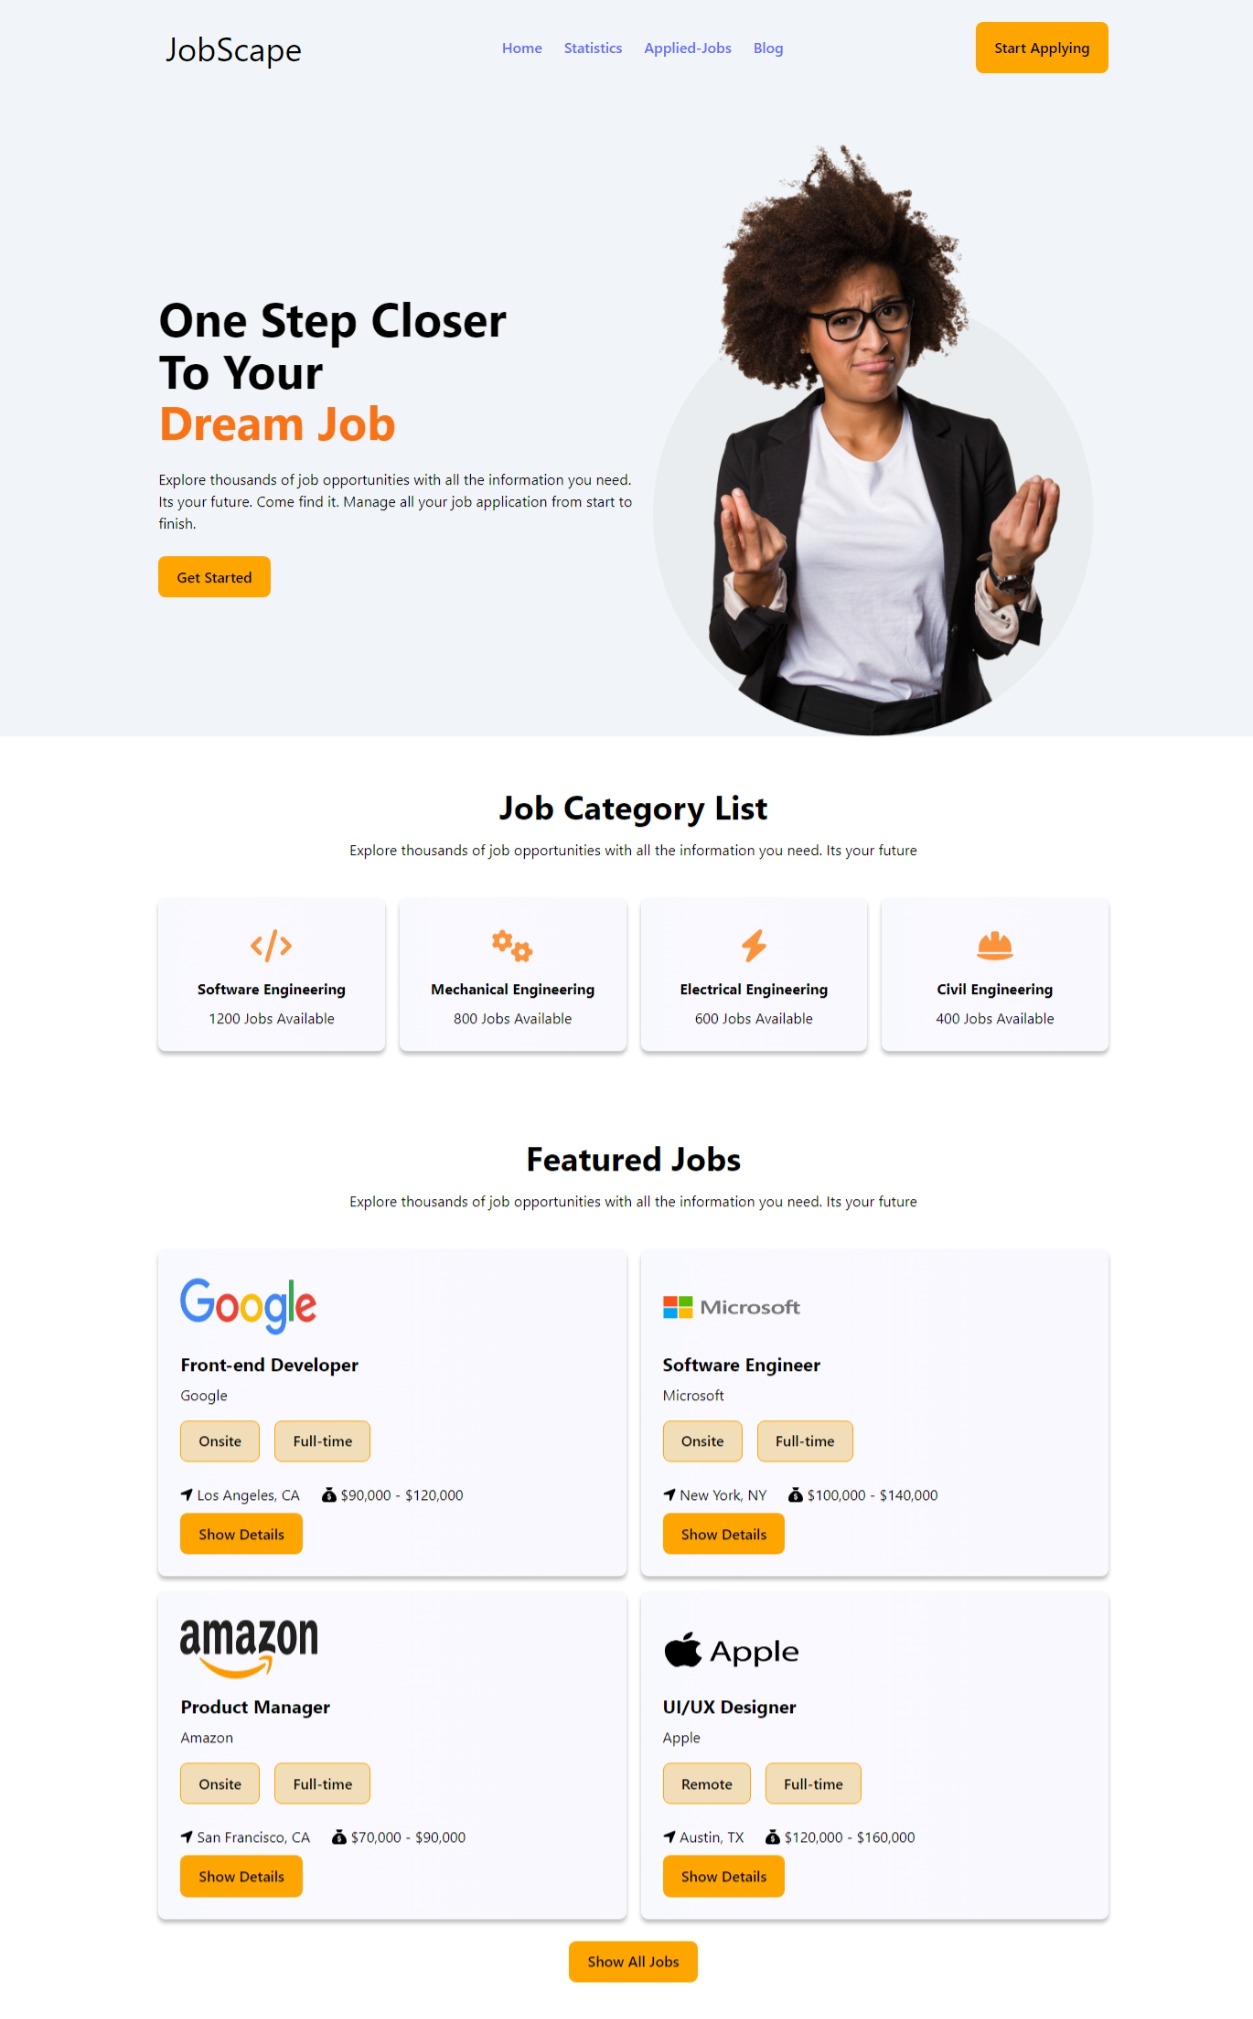 JobScape
Home Statistics Applied-Jobs Blog
Start Applying
One Step Closer
To Your
Dream Job
Explore thousands of job opportunities with all the information you need.
Its your future. Come find it. Manage all your job application from start to
finish.
Get Started
Job Category List
Explore thousands of job opportunities with all the information you need. Its your future
Software Engineering
1200 Jobs Available
Mechanical Engineering
800 Jobs Available
Electrical Engineering
600 Jobs Available
Civil Engineering
400 Jobs Available
Featured Jobs
Explore thousands of job opportunities with all the information you need. Its your future
Google
Front-end Developer
Google
Onsite Full-time
Los Angeles, CA $90,000 - $120,000
Show Details
Microsoft
Software Engineer
Microsoft
Onsite Full-time
New York, NY $100,000 - $140,000
Show Details
amazon
Product Manager
Amazon
Onsite Full-time
San Francisco, CA $70,000 - $90,000
Show Details
Apple
UI/UX Designer
Apple
Remote Full-time
Austin, TX $120,000 - $160,000
Show Details
Show All Jobs